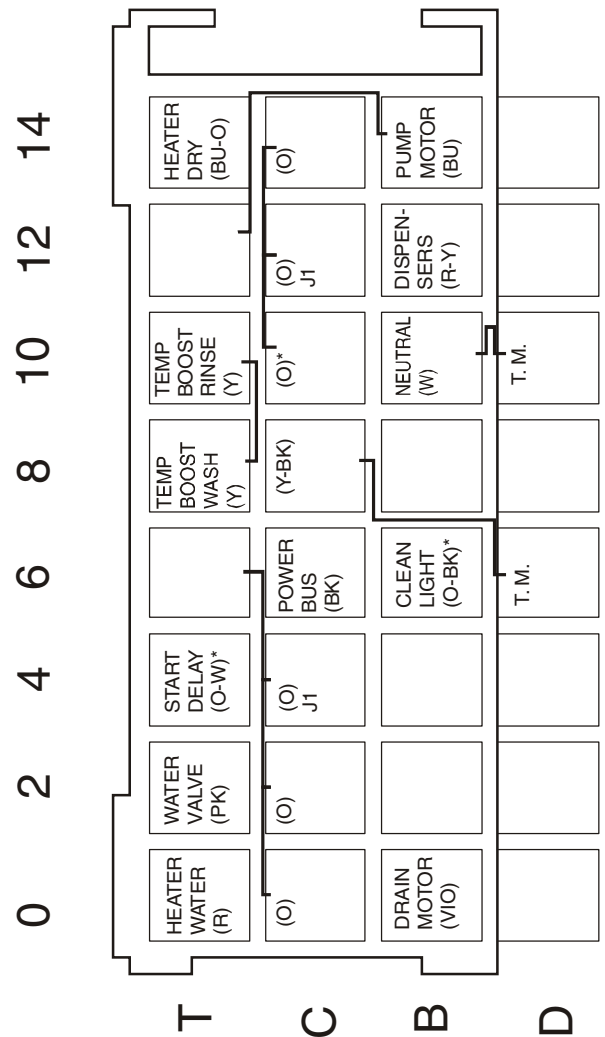 14
12
10
8
6
4
2
0
HEATER
DRY
(BU-O)
TEMP
BOOST
RINSE
(Y)
TEMP
BOOST
WASH
(Y)
START
DELAY
(O-W)*
WATER
VALVE
(PK)
HEATER
WATER
(R)
T
(O)
(O)
J1
(O)*
(Y-BK)
POWER
BUS
(BK)
(O)
J1
(O)
(O)
C
PUMP
MOTOR
(BU)
DISPEN-
SERS
(R-Y)
NEUTRAL
(W)
CLEAN
LIGHT
(O-BK)*
DRAIN
MOTOR
(VIO)
B
T. M.
T. M.
D